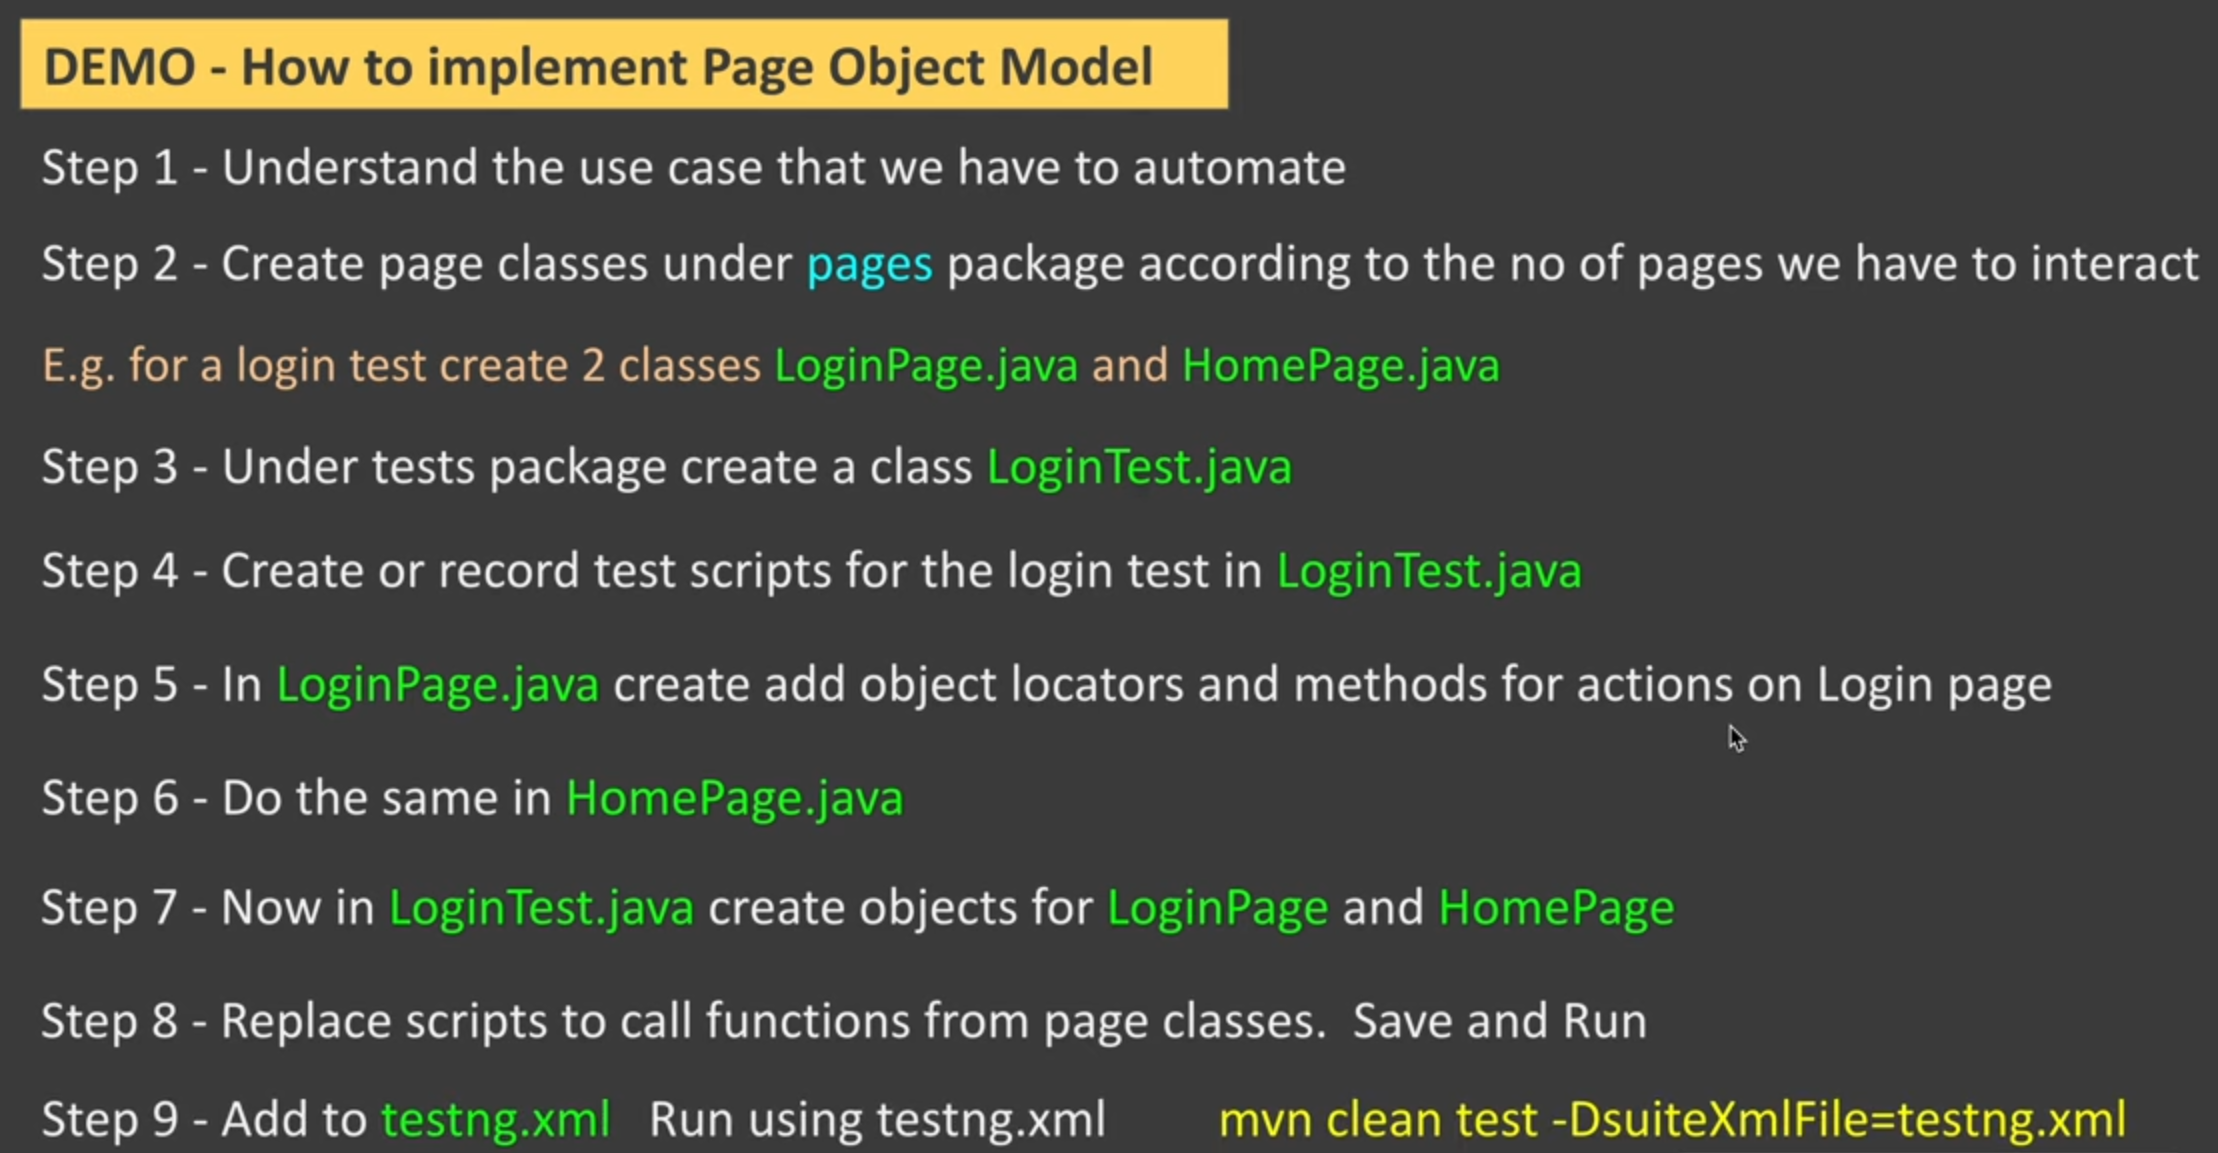 DEMO - How to implement Page Object Model
Step 1 - Understand the use case that we have to automate
Step 2 - Create page classes under pages package according to the no of pages we have to interact
E.g. for a login test create 2 classes LoginPage.java and HomePage.java
Step 3 - Under tests package create a class LoginTest.java
Step 4 - Create or record test scripts for the login test in LoginTest.java
Step 5 - In LoginPage.java create add object locators and methods for actions on Login page
Step 6 - Do the same in HomePage.java
Step 7 - Now in LoginTest.java create objects for LoginPage and HomePage
Step 8 - Replace scripts to call functions from page classes.  Save and Run
Step 9 - Add to testng.xml   Run using testng.xml   mvn clean test -DsuiteXmlFile=testng.xml